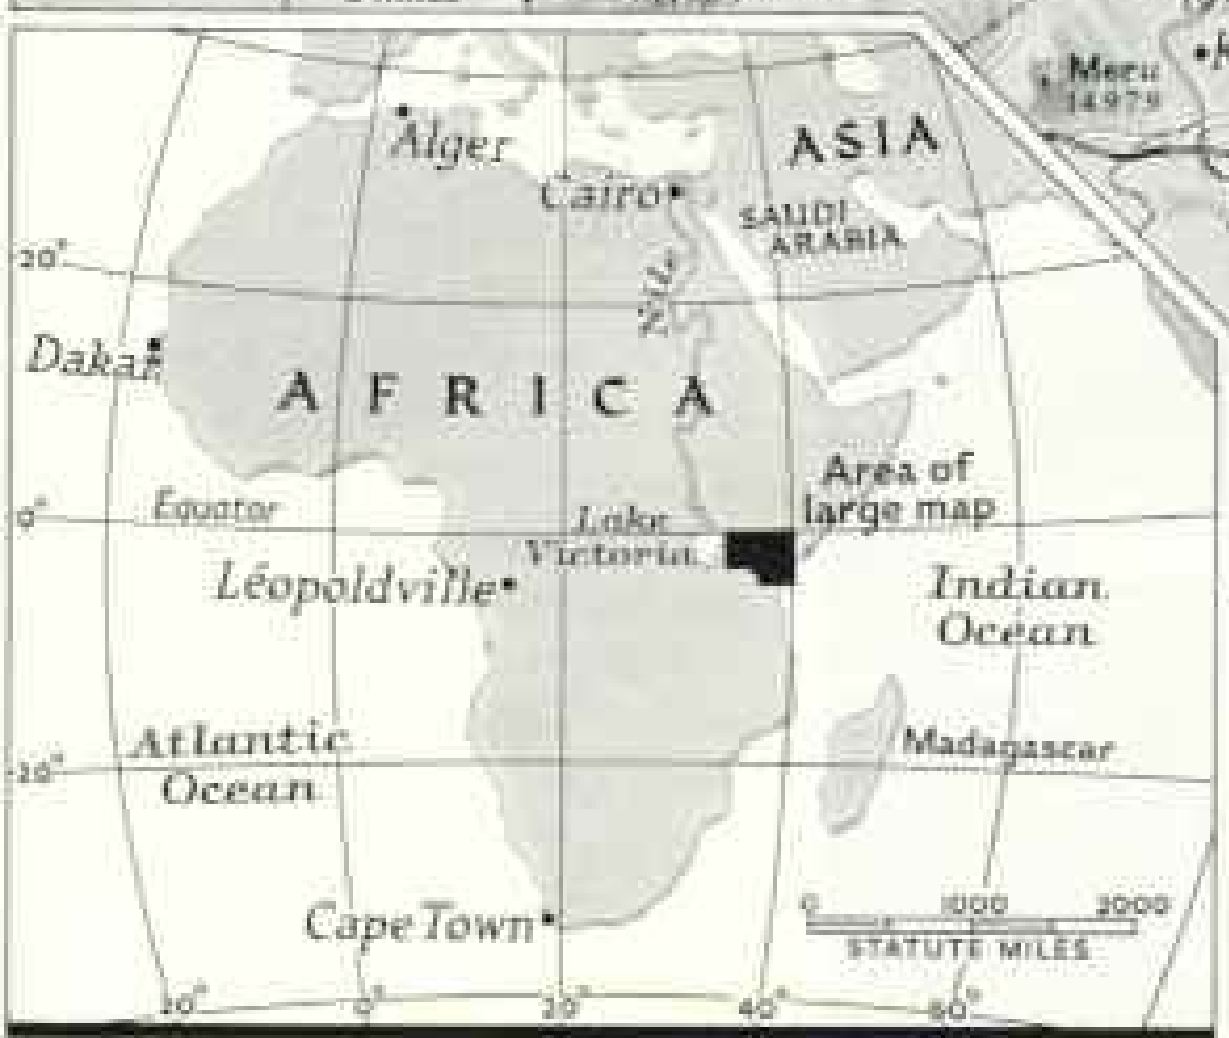 Meru
14979
ASIA
Alger
Cairo
SAUDI
ARABIA
20°
Nile
Dakar
AFRICA
Area of
large map
Equator
0°
Lake
Victoria
Léopoldville
Indian
Ocean
Atlantic
Ocean
Madagascar
20°
Cape Town
0 1000 2000
STATUTE MILES
20° 0° 20° 40° 60°